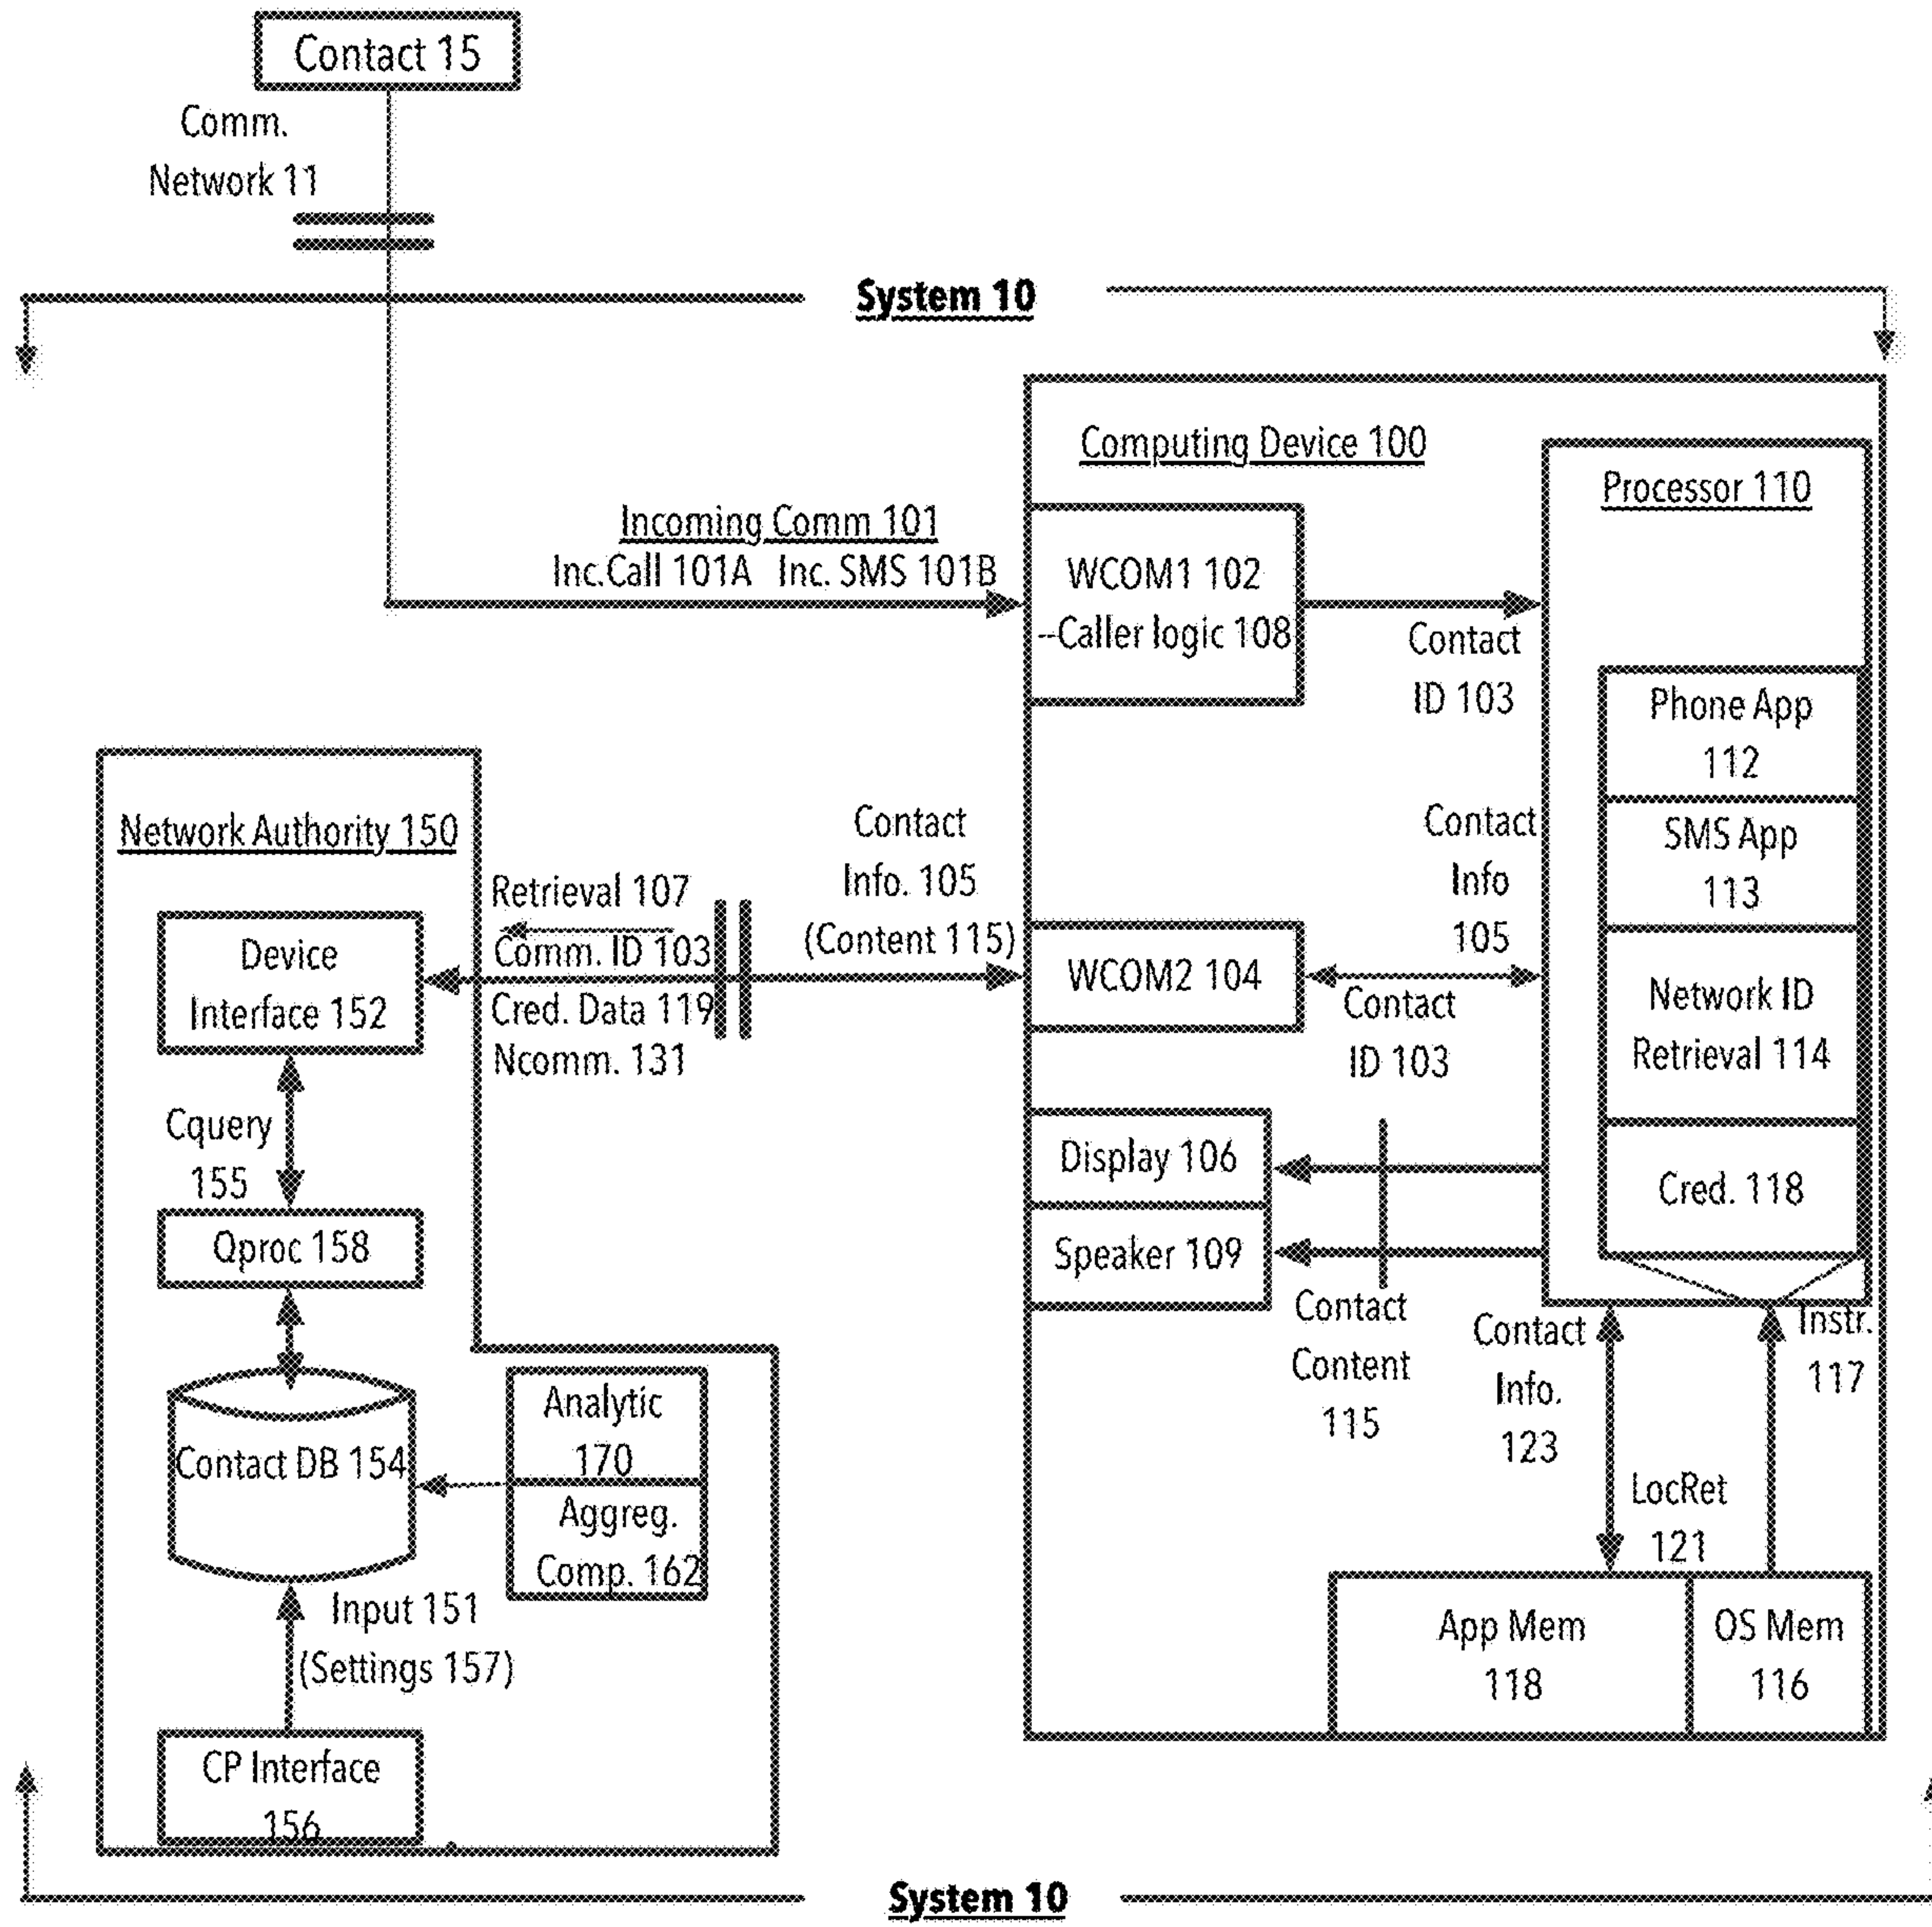 Contact 15
Comm.
Network 11
System 10
Computing Device 100
Processor 110
Incoming Comm 101
Inc.Call 101A Inc. SMS 101B
WCOM1 102
--Caller logic 108
Contact
ID 103
Phone App
112
SMS App
113
Network ID
Retrieval 114
Cred. 118
Network Authority 150
Retrieval 107
Comm. ID 103
Cred. Data 119
Ncomm. 131
Contact
Info. 105
(Content 115)
WCOM2 104
Contact
Info
105
Contact
ID 103
Device
Interface 152
Cquery
155
Qproc 158
Display 106
Speaker 109
Contact
Content
115
Contact
Info.
123
Instr.
117
LocRet
121
Contact DB 154
Analytic
170
Aggreg.
Comp. 162
Input 151
(Settings 157)
CP Interface
156
App Mem
118
OS Mem
116
System 10